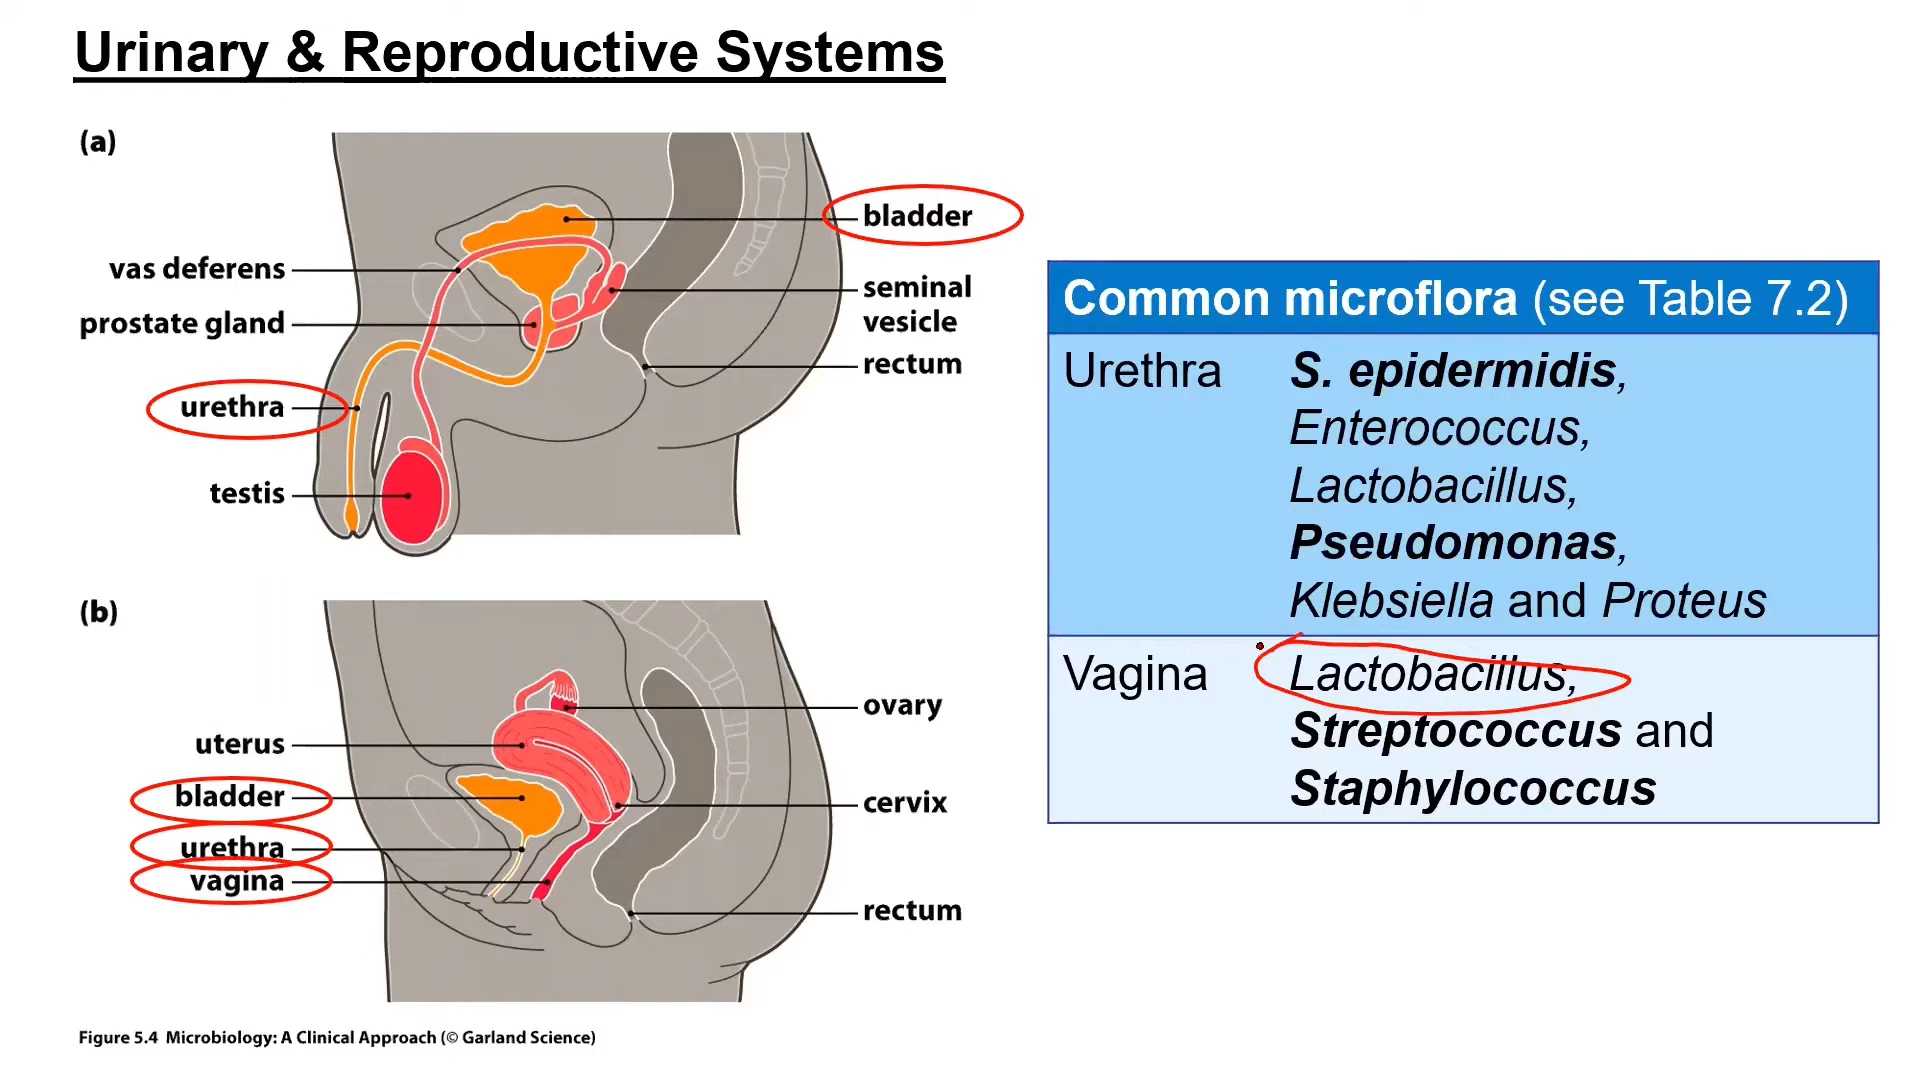 Urinary & Reproductive Systems
(a)
bladder
vas deferens
seminal
vesicle
prostate gland
rectum
urethra
testis
(b)
ovary
uterus
bladder
cervix
urethra
vagina
rectum
Figure 5.4 Microbiology: A Clinical Approach (© Garland Science)
Common microflora (see Table 7.2)
Urethra S. epidermidis,
Enterococcus,
Lactobacillus,
Pseudomonas,
Klebsiella and Proteus
Vagina Lactobacillus,
Streptococcus and
Staphylococcus